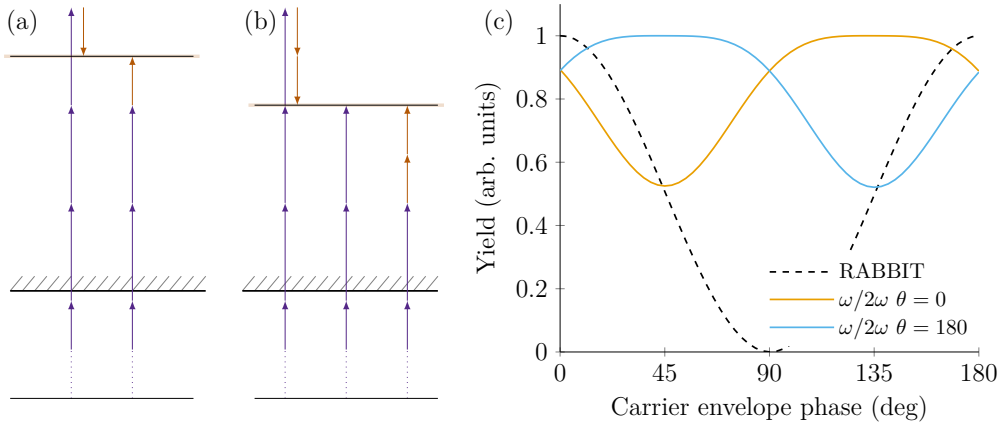 (a)
(b)
(c)
Yield (arb. units)
1
0.8
0.6
0.4
0.2
0
RABBIT
ω/2ω θ = 0
ω/2ω θ = 180
0
45
90
135
180
Carrier envelope phase (deg)